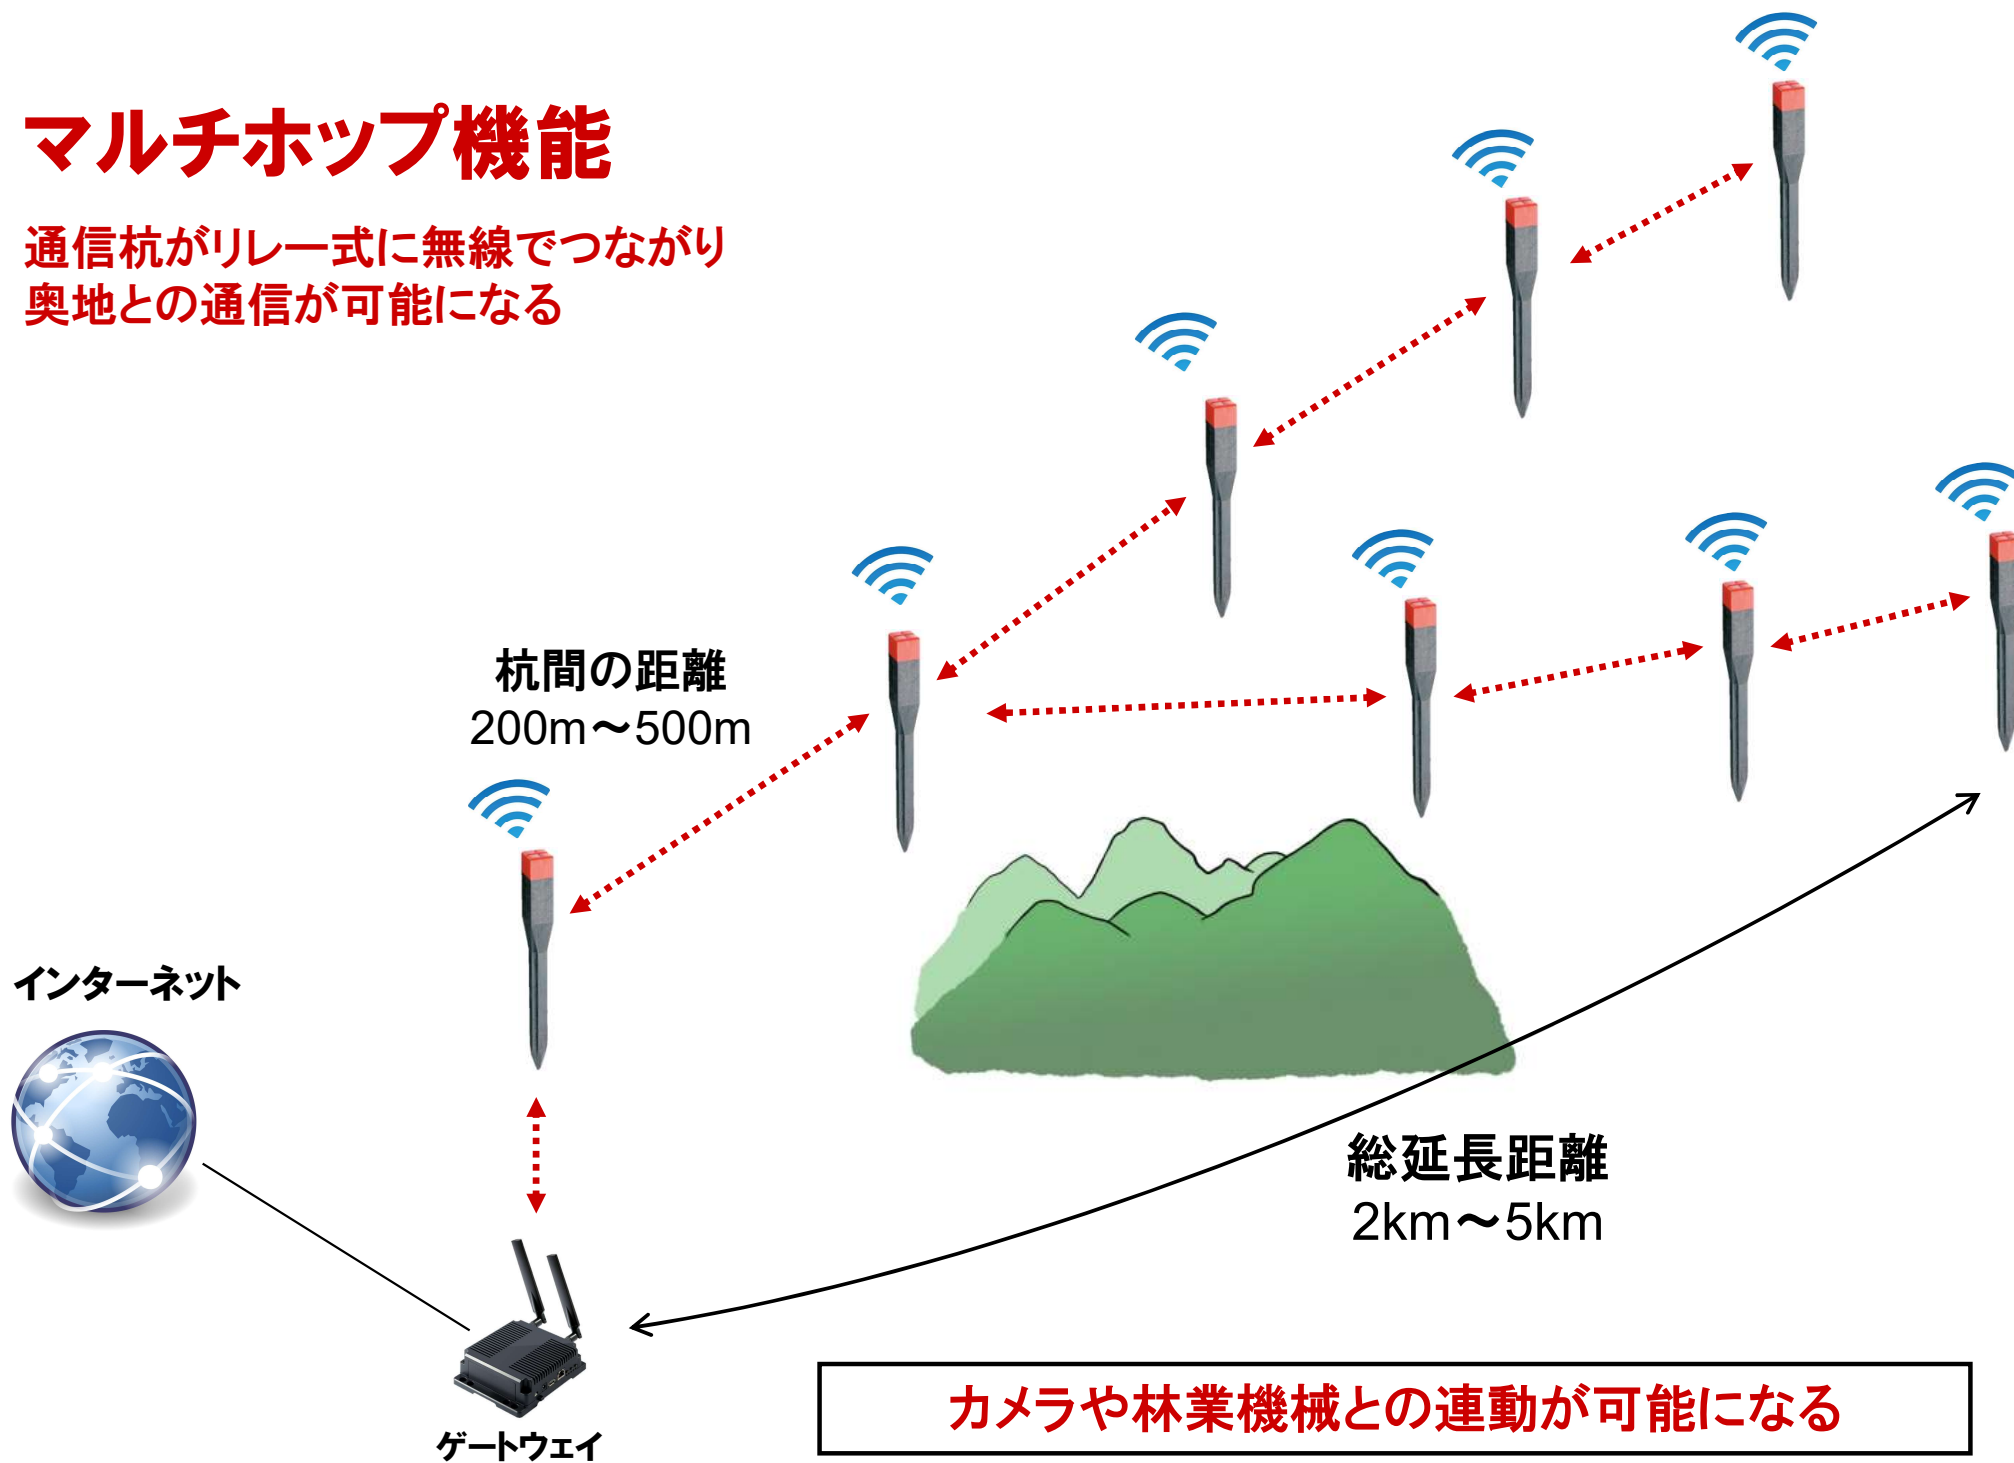 マルチホップ機能
通信杭がリレー式に無線でつながり
奥地との通信が可能になる
杭間の距離
200m～500m
インターネット
総延長距離
2km～5km
ゲートウェイ
カメラや林業機械との連動が可能になる